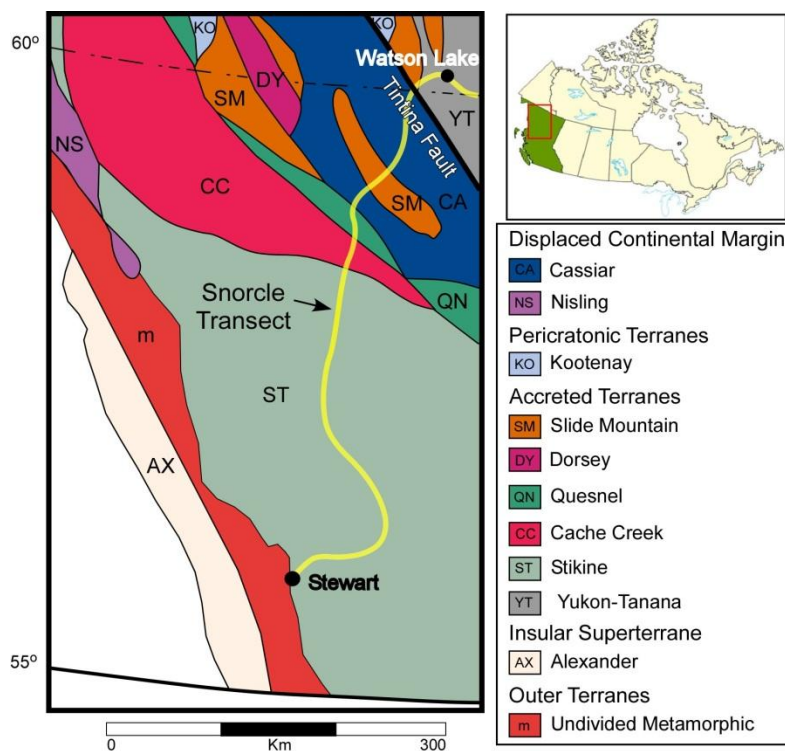 60°
KO
KO
Watson Lake
DY
SM
Tintina Fault
YT
NS
CC
SM
CA
Snorcle
Transect
QN
m
ST
AX
Stewart
55°
0
Km
300
Displaced Continental Margin
CA Cassiar
NS Nisling
Pericratonic Terranes
KO Kootenay
Accreted Terranes
SM Slide Mountain
DY Dorsey
QN Quesnel
CC Cache Creek
ST Stikine
YT Yukon-Tanana
Insular Superterrane
AX Alexander
Outer Terranes
m Undivided Metamorphic